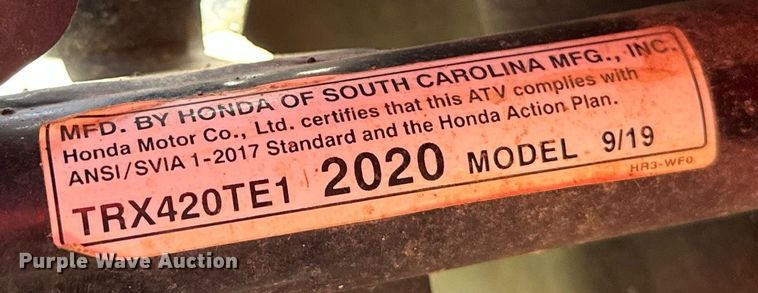 MFD. BY HONDA OF SOUTH CAROLINA MFG., INC.
Honda Motor Co., Ltd. certifies that this ATV complies with
ANSI/SVIA 1-2017 Standard and the Honda Action Plan.
TRX420TE1 2020 MODEL 9/19
HR3-WF0
Purple Wave Auction